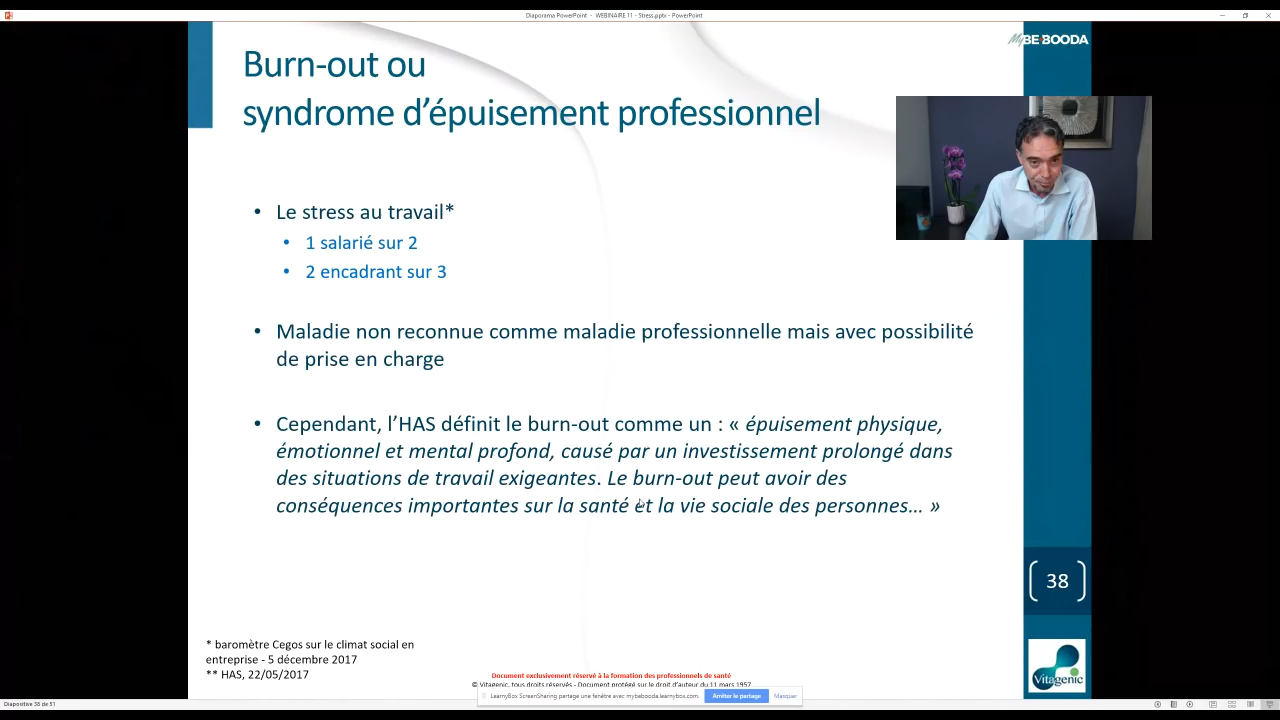 Diaporama PowerPoint - WEBINAIRE 11 - Stress.pptx - PowerPoint
MyBEBOODA
Burn-out ou
syndrome d’épuisement professionnel
• Le stress au travail*
• 1 salarié sur 2
• 2 encadrant sur 3
• Maladie non reconnue comme maladie professionnelle mais avec possibilité
de prise en charge
• Cependant, l’HAS définit le burn-out comme un : « épuisement physique,
émotionnel et mental profond, causé par un investissement prolongé dans
des situations de travail exigeantes. Le burn-out peut avoir des
conséquences importantes sur la santé et la vie sociale des personnes… »
38
* baromètre Cegos sur le climat social en
entreprise - 5 décembre 2017
** HAS, 22/05/2017
Document exclusivement réservé à la formation des professionnels de santé
© Vitagenic, tous droits réservés - Document protégé sur le droit d'auteur du 11 mars 1957
Vitagenic
LearnyBox ScreenSharing partage une fenêtre avec mybebooda.learnybox.com.
Arrêter le partage
Masquer
Diapositive 38 de 51